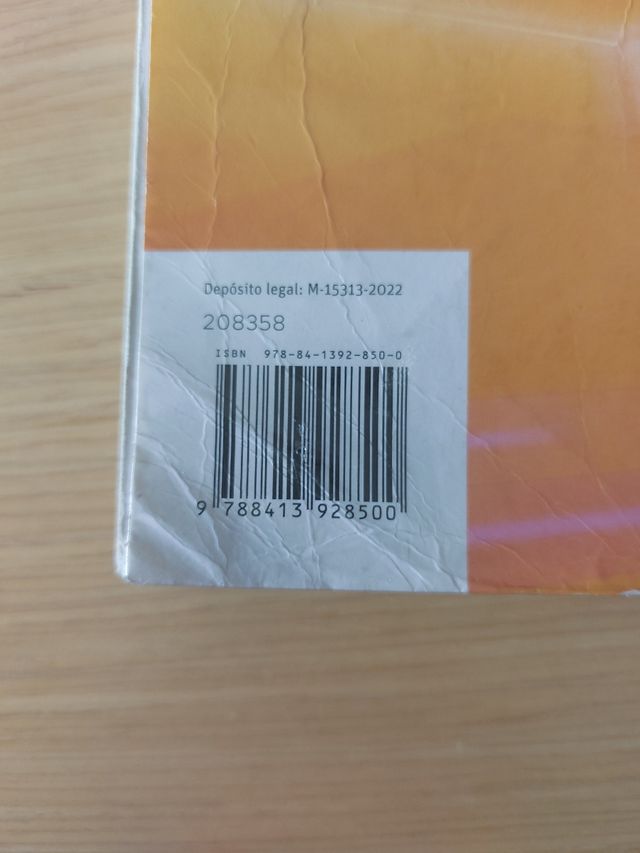 Depósito legal: M-15313-2022
208358
ISBN 978-84-1392-850-0
9 788413 928500